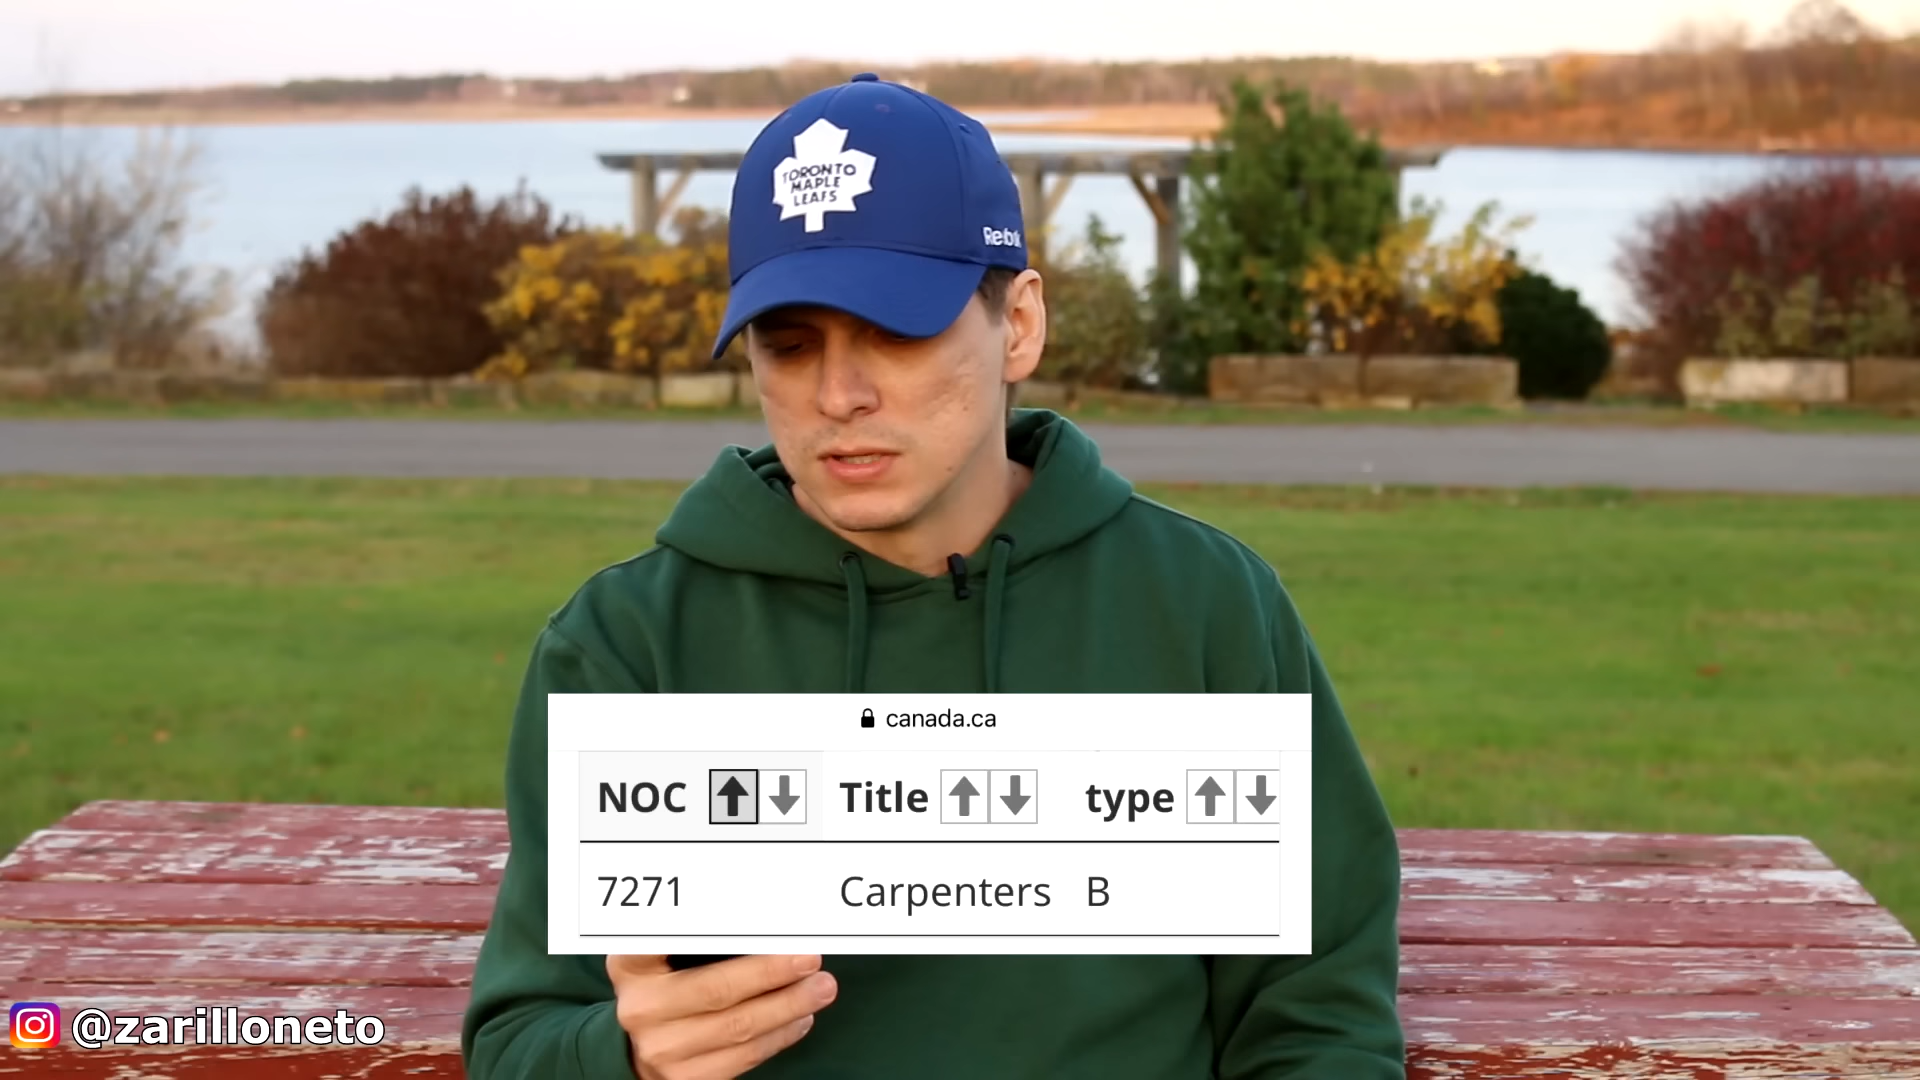 TORONTO
MAPLE
LEAFS
Reebok
canada.ca
NOC Title type
7271 Carpenters B
@zarilloneto